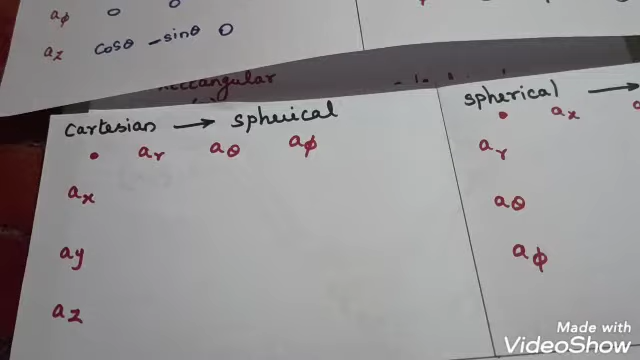 aϕ 0 0
az cosθ -sinθ 0
Cartesian → spherical
• ar aθ aϕ
ax
ay
az
spherical →
• ax
ar
aθ
aϕ
Made with
VideoShow